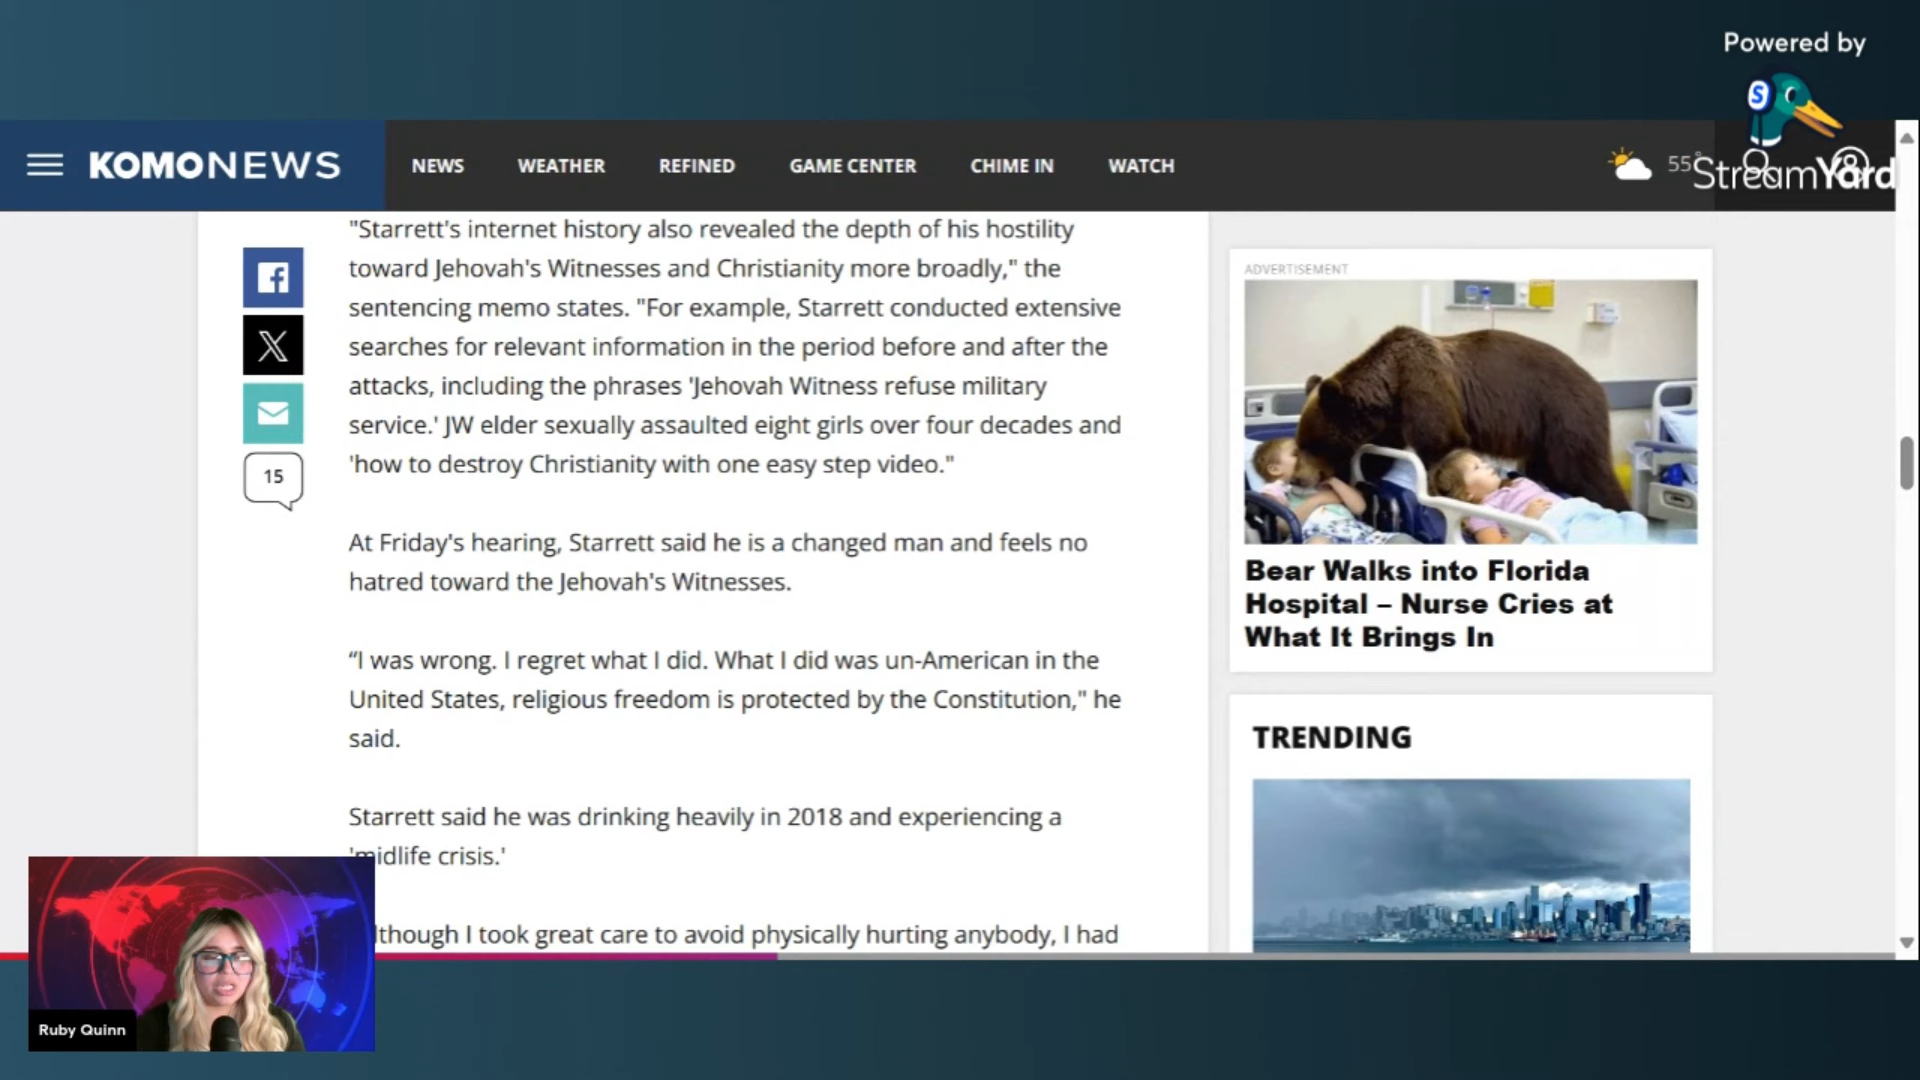 Powered by
StreamYard
KOMONEWS
NEWS
WEATHER
REFINED
GAME CENTER
CHIME IN
WATCH
55°
"Starrett's internet history also revealed the depth of his hostility
toward Jehovah's Witnesses and Christianity more broadly," the
sentencing memo states. "For example, Starrett conducted extensive
searches for relevant information in the period before and after the
attacks, including the phrases 'Jehovah Witness refuse military
service.' JW elder sexually assaulted eight girls over four decades and
'how to destroy Christianity with one easy step video."
15
At Friday's hearing, Starrett said he is a changed man and feels no
hatred toward the Jehovah's Witnesses.
“I was wrong. I regret what I did. What I did was un-American in the
United States, religious freedom is protected by the Constitution," he
said.
Starrett said he was drinking heavily in 2018 and experiencing a
'midlife crisis.'
lthough I took great care to avoid physically hurting anybody, I had
ADVERTISEMENT
Bear Walks into Florida
Hospital – Nurse Cries at
What It Brings In
TRENDING
Ruby Quinn